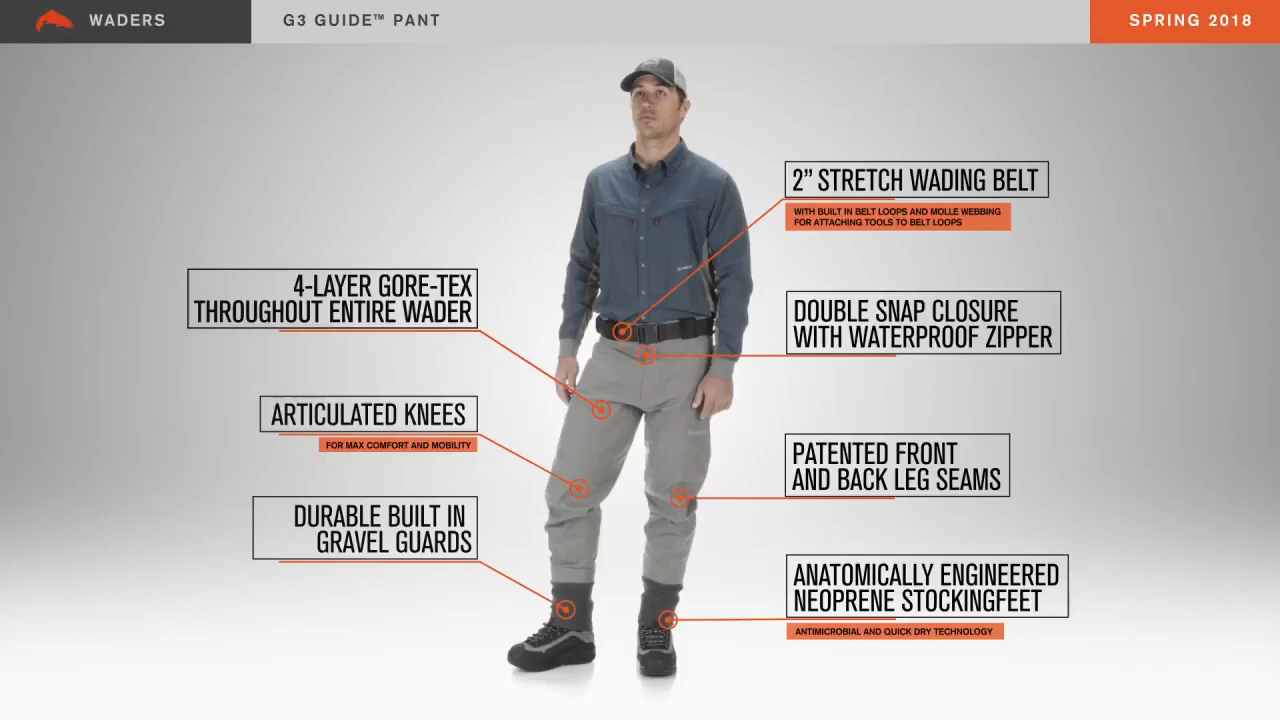 WADERS
G3 GUIDE™ PANT
SPRING 2018
2” STRETCH WADING BELT
WITH BUILT IN BELT LOOPS AND MOLLE WEBBING
FOR ATTACHING TOOLS TO BELT LOOPS
4-LAYER GORE-TEX
THROUGHOUT ENTIRE WADER
DOUBLE SNAP CLOSURE
WITH WATERPROOF ZIPPER
ARTICULATED KNEES
FOR MAX COMFORT AND MOBILITY
PATENTED FRONT
AND BACK LEG SEAMS
DURABLE BUILT IN
GRAVEL GUARDS
ANATOMICALLY ENGINEERED
NEOPRENE STOCKINGFEET
ANTIMICROBIAL AND QUICK DRY TECHNOLOGY